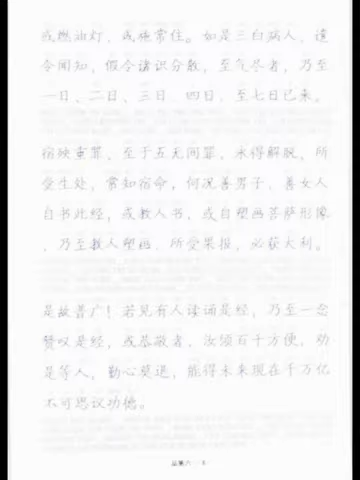 或燃油灯、或施常住。如是三白病人，遣
令闻知，假令诸识分散，至气尽者，乃至
一日、二日、三日、四日、至七日已来，
宿殃重罪、至于五无间罪，永得解脱，所
受生处，常知宿命，何况善男子、善女人
自书此经，或教人书，或自塑画菩萨形像
、乃至教人塑画，所受果报，必获大利。
是故普广！若见有人读诵是经，乃至一念
赞叹是经，或恭敬者、汝须百千方便，劝
是等人，勤心莫退，能得未来现在千万亿
不可思议功德。